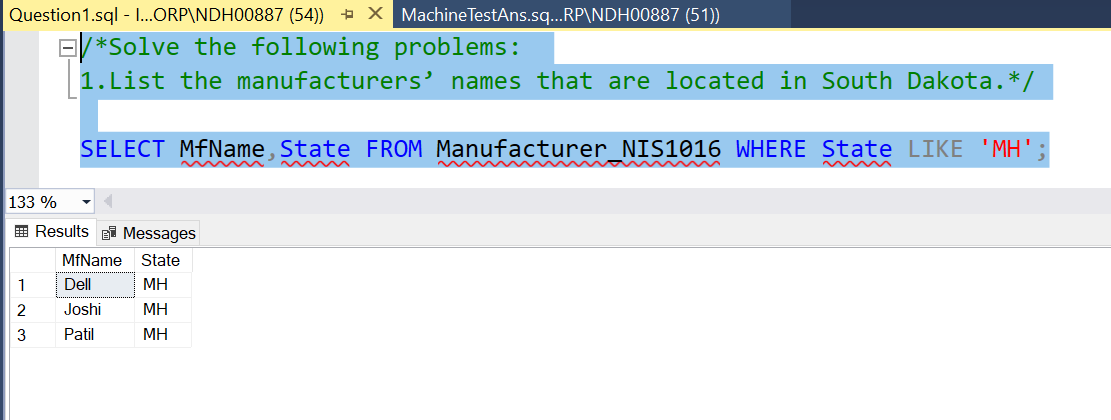 Question1.sql - I...ORP\NDH00887 (54)) MachineTestAns.sq...RP\NDH00887 (51))
/*Solve the following problems:
1.List the manufacturers’ names that are located in South Dakota.*/
SELECT MfName,State FROM Manufacturer_NIS1016 WHERE State LIKE 'MH';
133 %
Results Messages
MfName State
1 Dell MH
2 Joshi MH
3 Patil MH